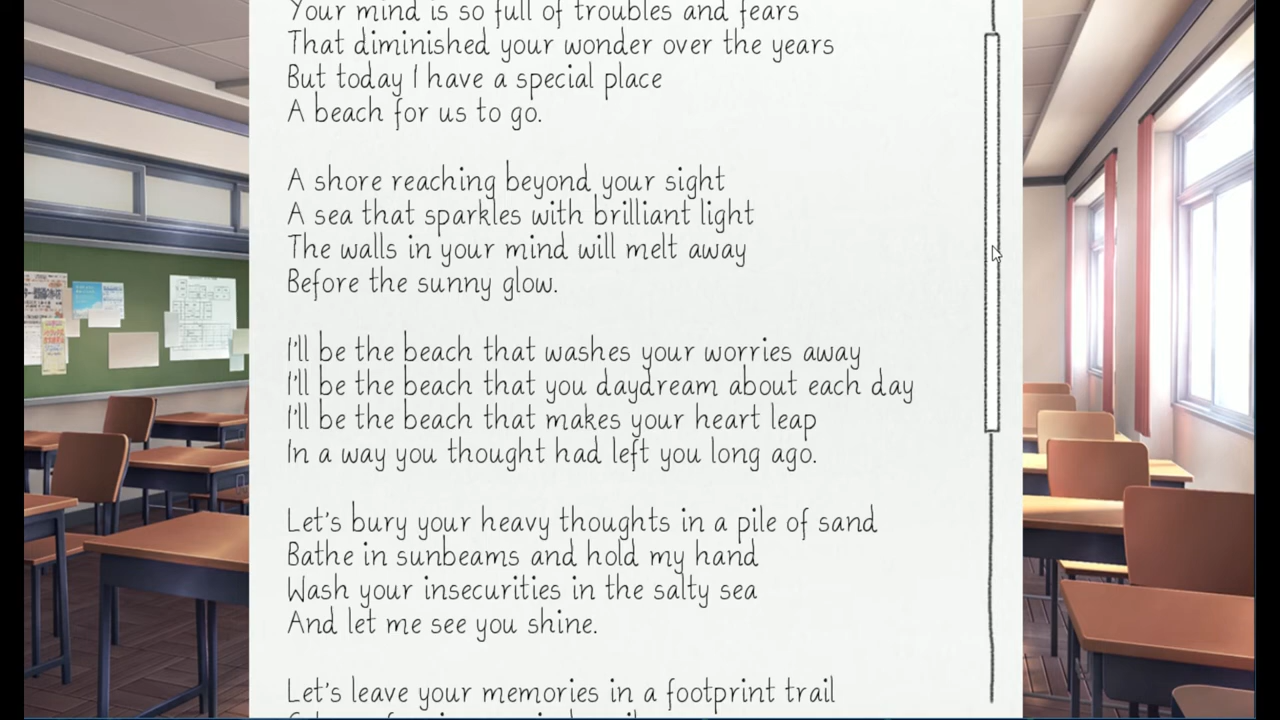 Your mind is so full of troubles and fears
That diminished your wonder over the years
But today I have a special place
A beach for us to go.
A shore reaching beyond your sight
A sea that sparkles with brilliant light
The walls in your mind will melt away
Before the sunny glow.
I'll be the beach that washes your worries away
I'll be the beach that you daydream about each day
I'll be the beach that makes your heart leap
In a way you thought had left you long ago.
Let's bury your heavy thoughts in a pile of sand
Bathe in sunbeams and hold my hand
Wash your insecurities in the salty sea
And let me see you shine.
Let's leave your memories in a footprint trail